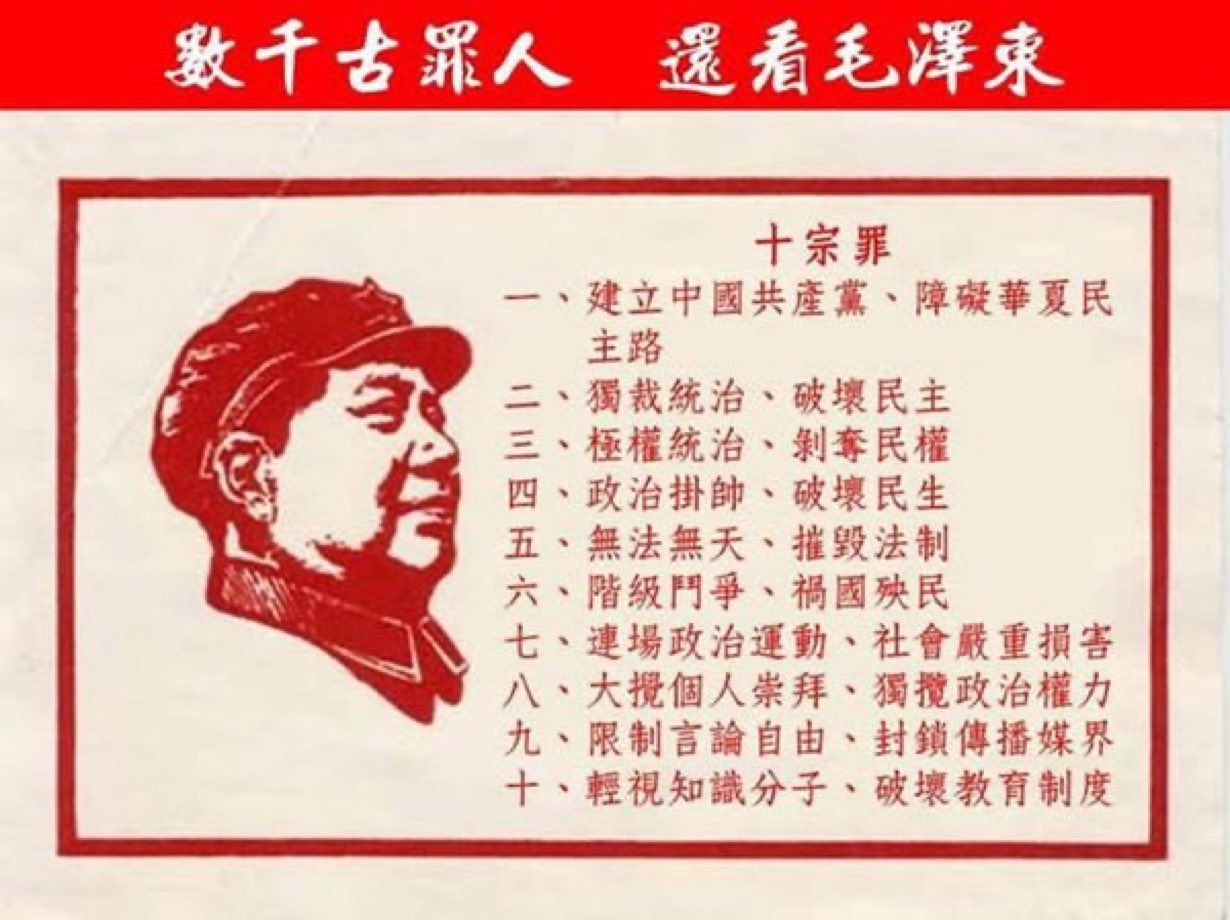 数千古罪人　還看毛澤東
十宗罪
一、建立中國共產黨、障礙華夏民
主路
二、獨裁統治、破壞民主
三、極權統治、剝奪民權
四、政治掛帥、破壞民生
五、無法無天、摧毀法制
六、階級鬥爭、禍國殃民
七、連場政治運動、社會嚴重損害
八、大攪個人崇拜、獨攬政治權力
九、限制言論自由、封鎖傳播媒界
十、輕視知識分子、破壞教育制度